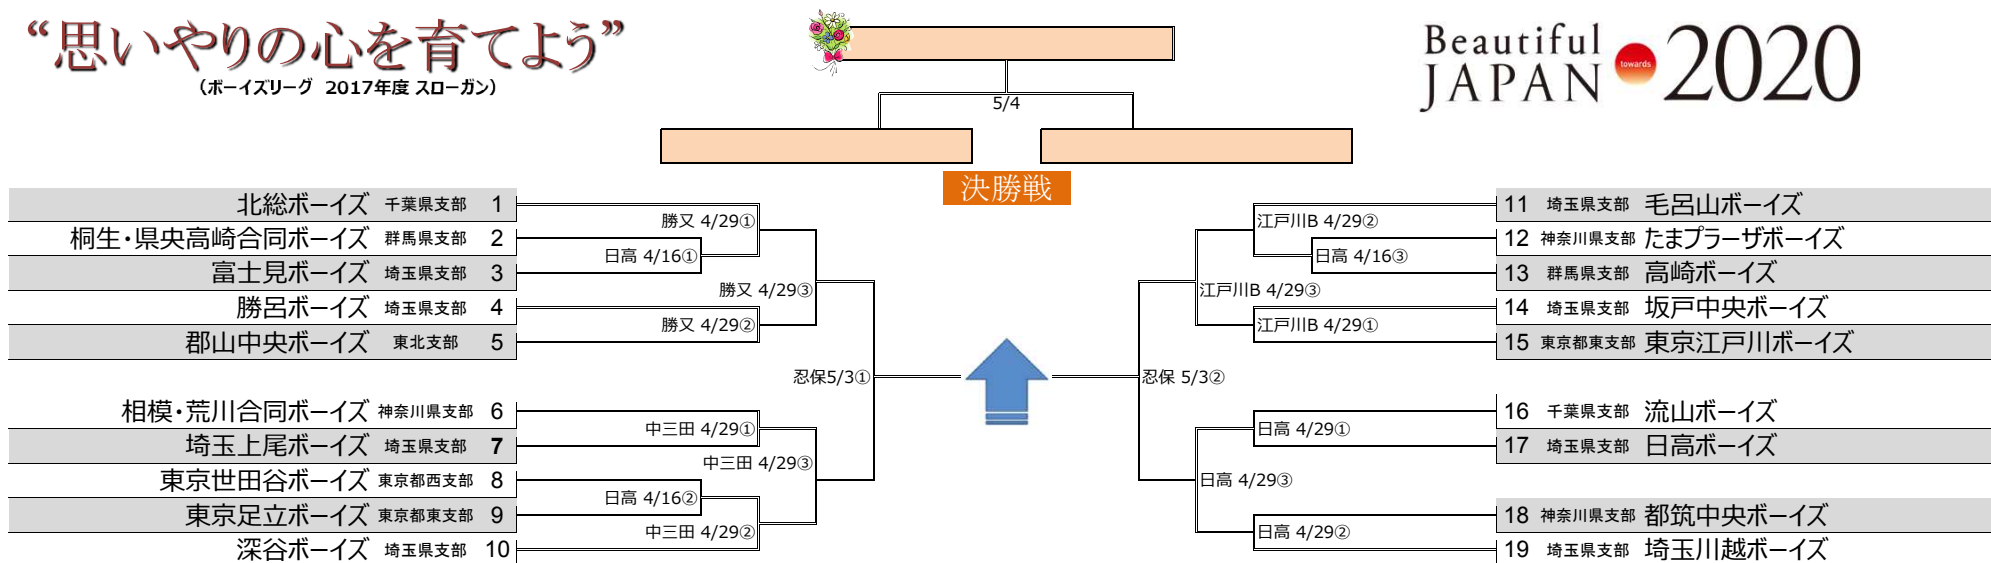 “思いやりの心を育てよう”
（ボーイズリーグ 2017年度 スローガン）
Beautiful
JAPAN
towards
2020
5/4
決勝戦
北総ボーイズ 千葉県支部 1
桐生・県央高崎合同ボーイズ 群馬県支部 2
富士見ボーイズ 埼玉県支部 3
勝呂ボーイズ 埼玉県支部 4
郡山中央ボーイズ 東北支部 5
相模・荒川合同ボーイズ 神奈川県支部 6
埼玉上尾ボーイズ 埼玉県支部 7
東京世田谷ボーイズ 東京都西支部 8
東京足立ボーイズ 東京都東支部 9
深谷ボーイズ 埼玉県支部 10
勝又 4/29①
日高 4/16①
勝又 4/29③
勝又 4/29②
忍保5/3①
中三田 4/29①
中三田 4/29③
日高 4/16②
中三田 4/29②
江戸川B 4/29②
日高 4/16③
江戸川B 4/29③
江戸川B 4/29①
忍保 5/3②
日高 4/29①
日高 4/29③
日高 4/29②
11 埼玉県支部 毛呂山ボーイズ
12 神奈川県支部 たまプラーザボーイズ
13 群馬県支部 高崎ボーイズ
14 埼玉県支部 坂戸中央ボーイズ
15 東京都東支部 東京江戸川ボーイズ
16 千葉県支部 流山ボーイズ
17 埼玉県支部 日高ボーイズ
18 神奈川県支部 都筑中央ボーイズ
19 埼玉県支部 埼玉川越ボーイズ